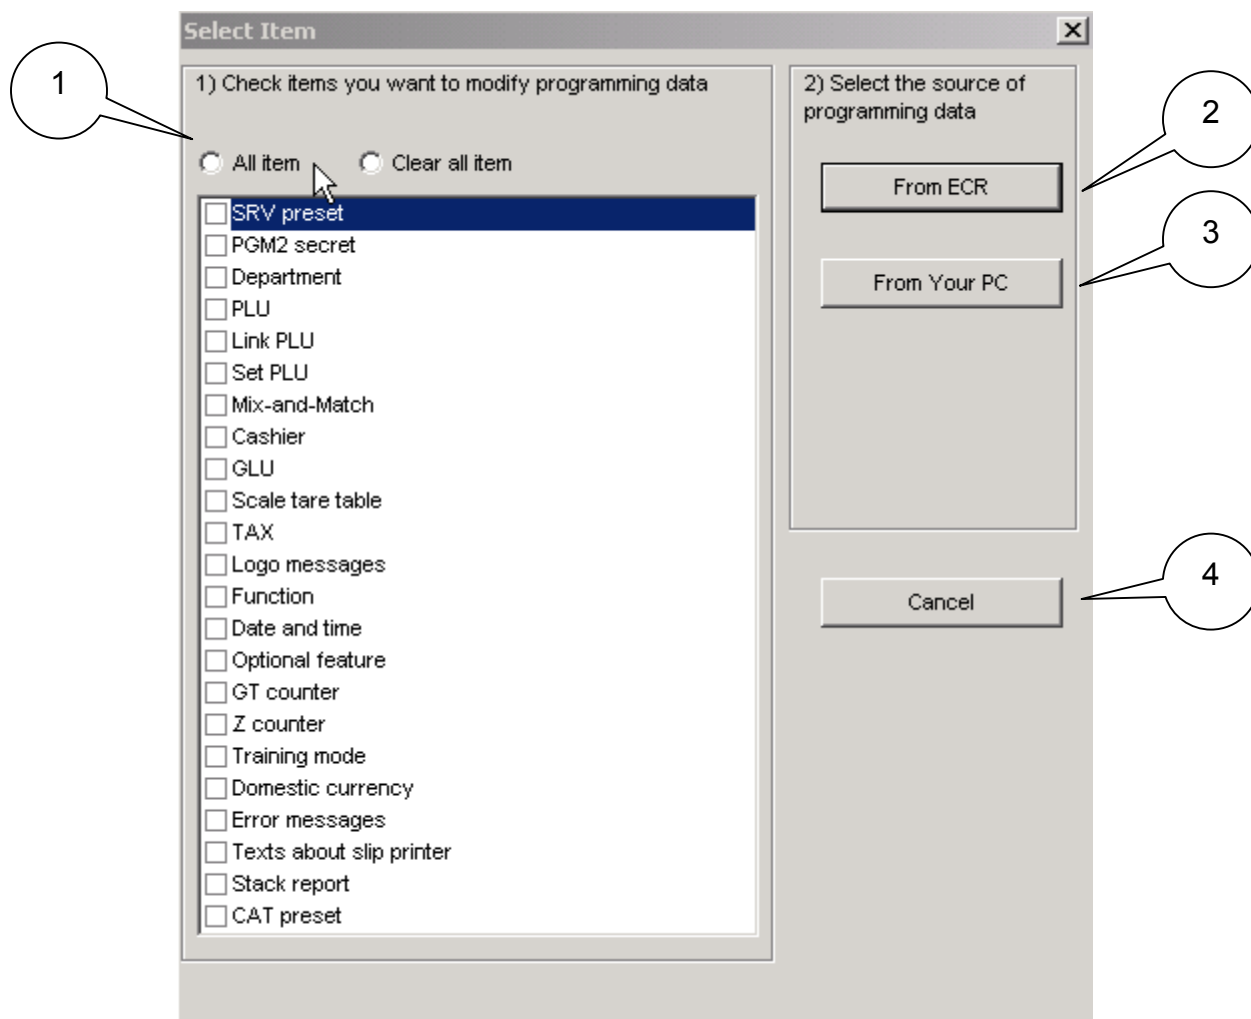 Select Item
1
1) Check items you want to modify programming data
All item
Clear all item
SRV preset
PGM2 secret
Department
PLU
Link PLU
Set PLU
Mix-and-Match
Cashier
GLU
Scale tare table
TAX
Logo messages
Function
Date and time
Optional feature
GT counter
Z counter
Training mode
Domestic currency
Error messages
Texts about slip printer
Stack report
CAT preset
2) Select the source of
programming data
From ECR
2
From Your PC
3
Cancel
4